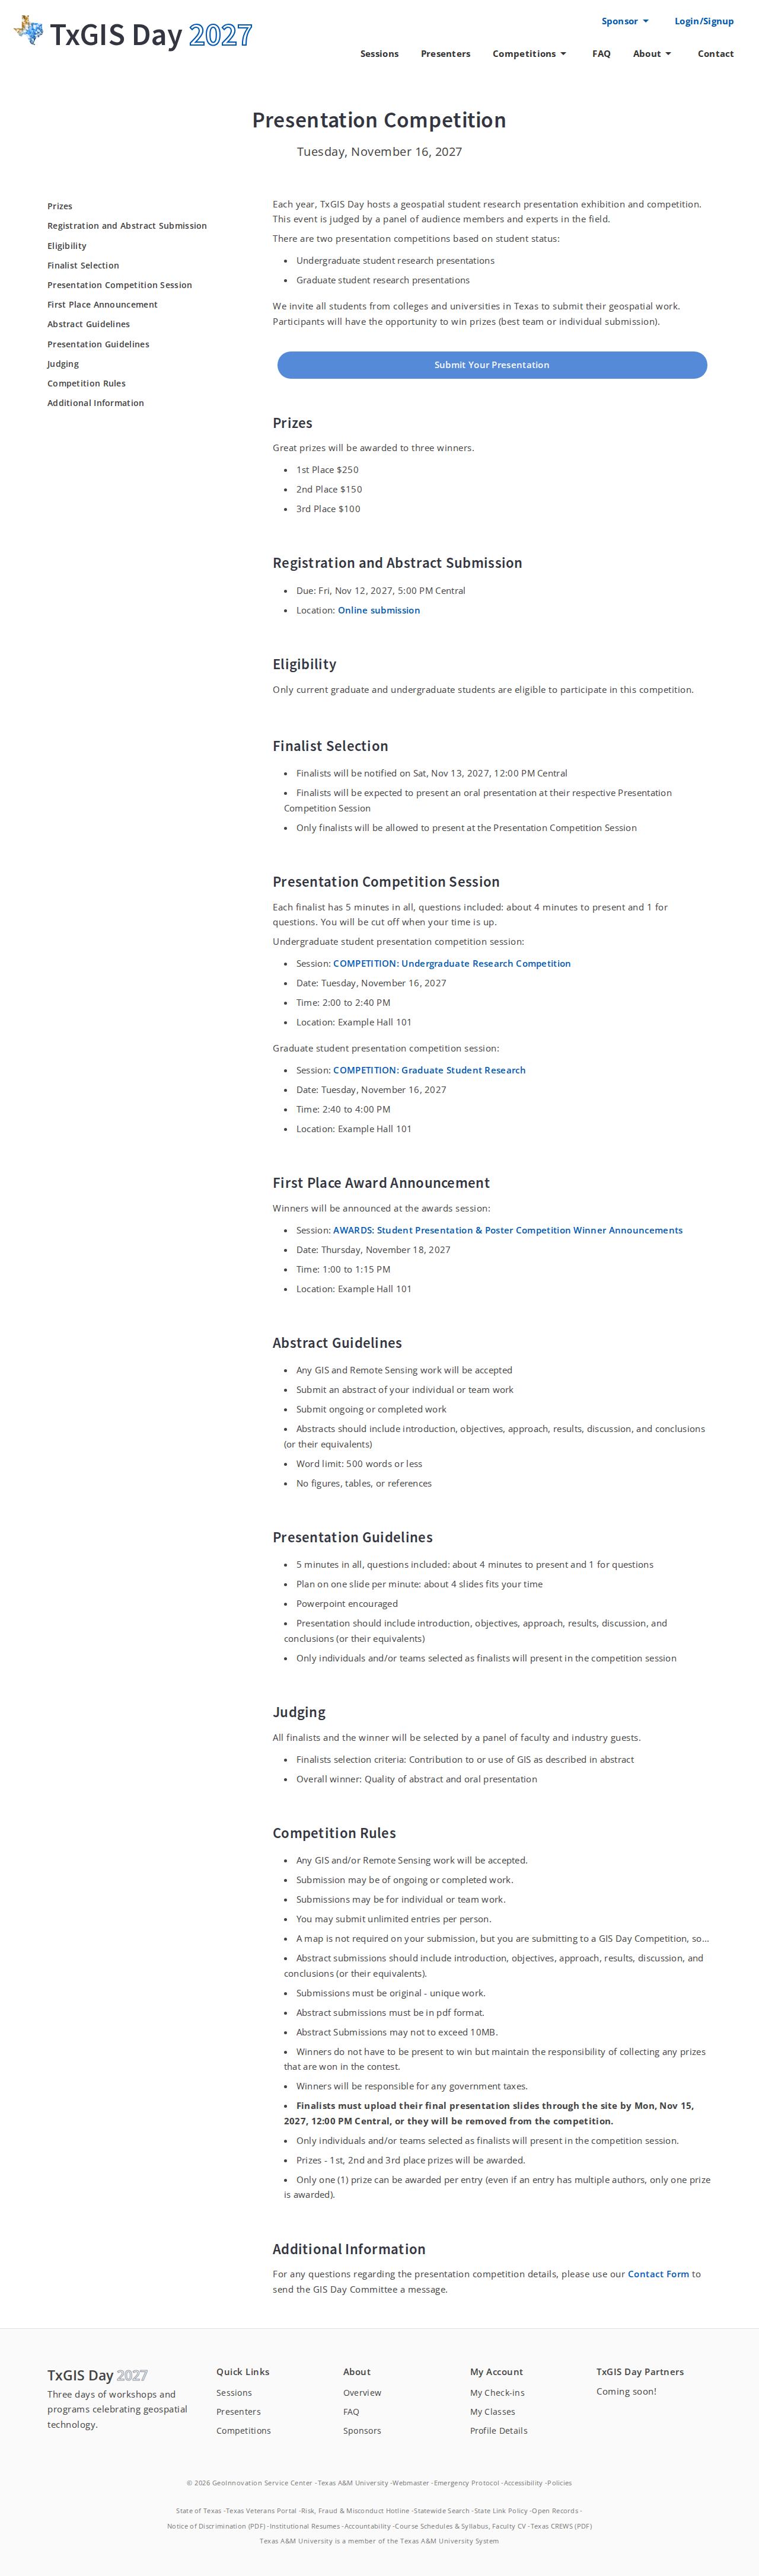 TxGIS Day 2027
Sponsor
Login/Signup
Sessions
Presenters
Competitions
FAQ
About
Contact
Presentation Competition
Tuesday, November 16, 2027
Prizes
Registration and Abstract Submission
Eligibility
Finalist Selection
Presentation Competition Session
First Place Announcement
Abstract Guidelines
Presentation Guidelines
Judging
Competition Rules
Additional Information
Each year, TxGIS Day hosts a geospatial student research presentation exhibition and competition.
This event is judged by a panel of audience members and experts in the field.
There are two presentation competitions based on student status:
• Undergraduate student research presentations
• Graduate student research presentations
We invite all students from colleges and universities in Texas to submit their geospatial work.
Participants will have the opportunity to win prizes (best team or individual submission).
Submit Your Presentation
Prizes
Great prizes will be awarded to three winners.
• 1st Place $250
• 2nd Place $150
• 3rd Place $100
Registration and Abstract Submission
• Due: Fri, Nov 12, 2027, 5:00 PM Central
• Location: Online submission
Eligibility
Only current graduate and undergraduate students are eligible to participate in this competition.
Finalist Selection
• Finalists will be notified on Sat, Nov 13, 2027, 12:00 PM Central
• Finalists will be expected to present an oral presentation at their respective Presentation
Competition Session
• Only finalists will be allowed to present at the Presentation Competition Session
Presentation Competition Session
Each finalist has 5 minutes in all, questions included: about 4 minutes to present and 1 for
questions. You will be cut off when your time is up.
Undergraduate student presentation competition session:
• Session: COMPETITION: Undergraduate Research Competition
• Date: Tuesday, November 16, 2027
• Time: 2:00 to 2:40 PM
• Location: Example Hall 101
Graduate student presentation competition session:
• Session: COMPETITION: Graduate Student Research
• Date: Tuesday, November 16, 2027
• Time: 2:40 to 4:00 PM
• Location: Example Hall 101
First Place Award Announcement
Winners will be announced at the awards session:
• Session: AWARDS: Student Presentation & Poster Competition Winner Announcements
• Date: Thursday, November 18, 2027
• Time: 1:00 to 1:15 PM
• Location: Example Hall 101
Abstract Guidelines
• Any GIS and Remote Sensing work will be accepted
• Submit an abstract of your individual or team work
• Submit ongoing or completed work
• Abstracts should include introduction, objectives, approach, results, discussion, and conclusions
(or their equivalents)
• Word limit: 500 words or less
• No figures, tables, or references
Presentation Guidelines
• 5 minutes in all, questions included: about 4 minutes to present and 1 for questions
• Plan on one slide per minute: about 4 slides fits your time
• Powerpoint encouraged
• Presentation should include introduction, objectives, approach, results, discussion, and
conclusions (or their equivalents)
• Only individuals and/or teams selected as finalists will present in the competition session
Judging
All finalists and the winner will be selected by a panel of faculty and industry guests.
• Finalists selection criteria: Contribution to or use of GIS as described in abstract
• Overall winner: Quality of abstract and oral presentation
Competition Rules
• Any GIS and/or Remote Sensing work will be accepted.
• Submission may be of ongoing or completed work.
• Submissions may be for individual or team work.
• You may submit unlimited entries per person.
• A map is not required on your submission, but you are submitting to a GIS Day Competition, so...
• Abstract submissions should include introduction, objectives, approach, results, discussion, and
conclusions (or their equivalents).
• Submissions must be original - unique work.
• Abstract submissions must be in pdf format.
• Abstract Submissions may not to exceed 10MB.
• Winners do not have to be present to win but maintain the responsibility of collecting any prizes
that are won in the contest.
• Winners will be responsible for any government taxes.
• Finalists must upload their final presentation slides through the site by Mon, Nov 15,
2027, 12:00 PM Central, or they will be removed from the competition.
• Only individuals and/or teams selected as finalists will present in the competition session.
• Prizes - 1st, 2nd and 3rd place prizes will be awarded.
• Only one (1) prize can be awarded per entry (even if an entry has multiple authors, only one prize
is awarded).
Additional Information
For any questions regarding the presentation competition details, please use our Contact Form to
send the GIS Day Committee a message.
TxGIS Day 2027
Three days of workshops and
programs celebrating geospatial
technology.
Quick Links
Sessions
Presenters
Competitions
About
Overview
FAQ
Sponsors
My Account
My Check-ins
My Classes
Profile Details
TxGIS Day Partners
Coming soon!
© 2026 GeoInnovation Service Center -Texas A&M University -Webmaster -Emergency Protocol -Accessibility -Policies
State of Texas -Texas Veterans Portal -Risk, Fraud & Misconduct Hotline -Statewide Search -State Link Policy -Open Records -
Notice of Discrimination (PDF) -Institutional Resumes -Accountability -Course Schedules & Syllabus, Faculty CV -Texas CREWS (PDF)
Texas A&M University is a member of the Texas A&M University System